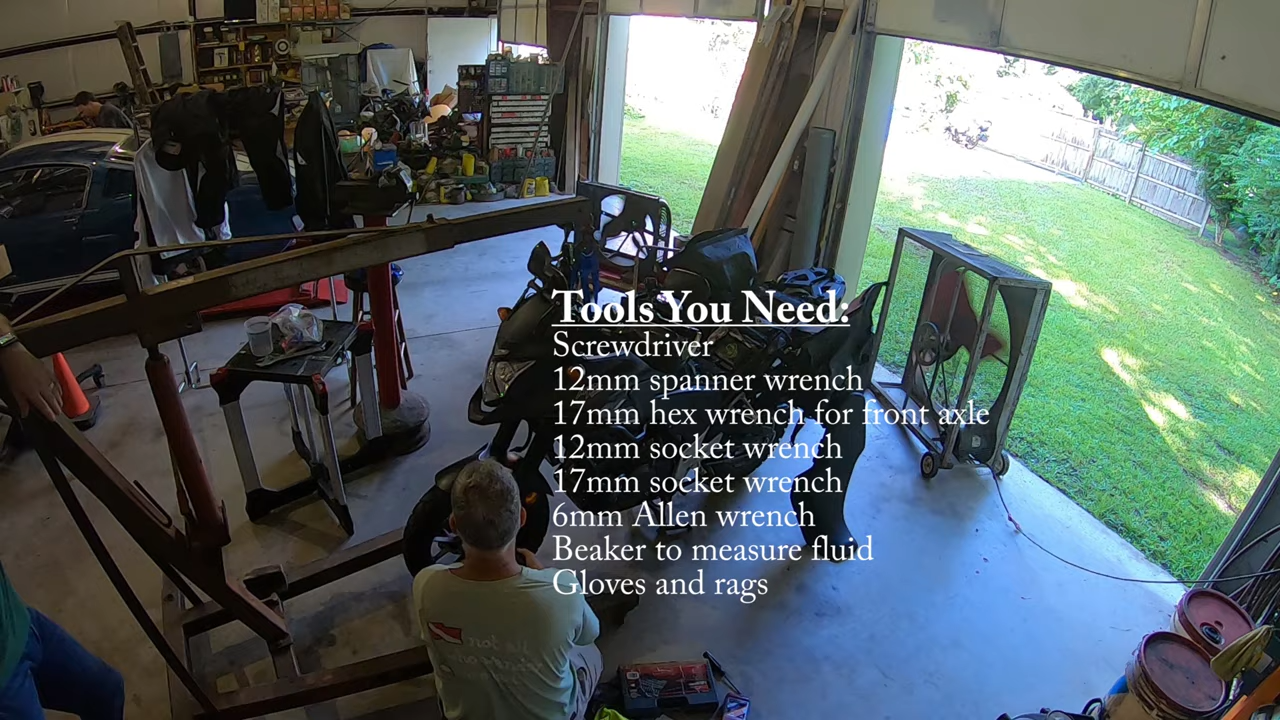 Tools You Need:
Screwdriver
12mm spanner wrench
17mm hex wrench for front axle
12mm socket wrench
17mm socket wrench
6mm Allen wrench
Beaker to measure fluid
Gloves and rags